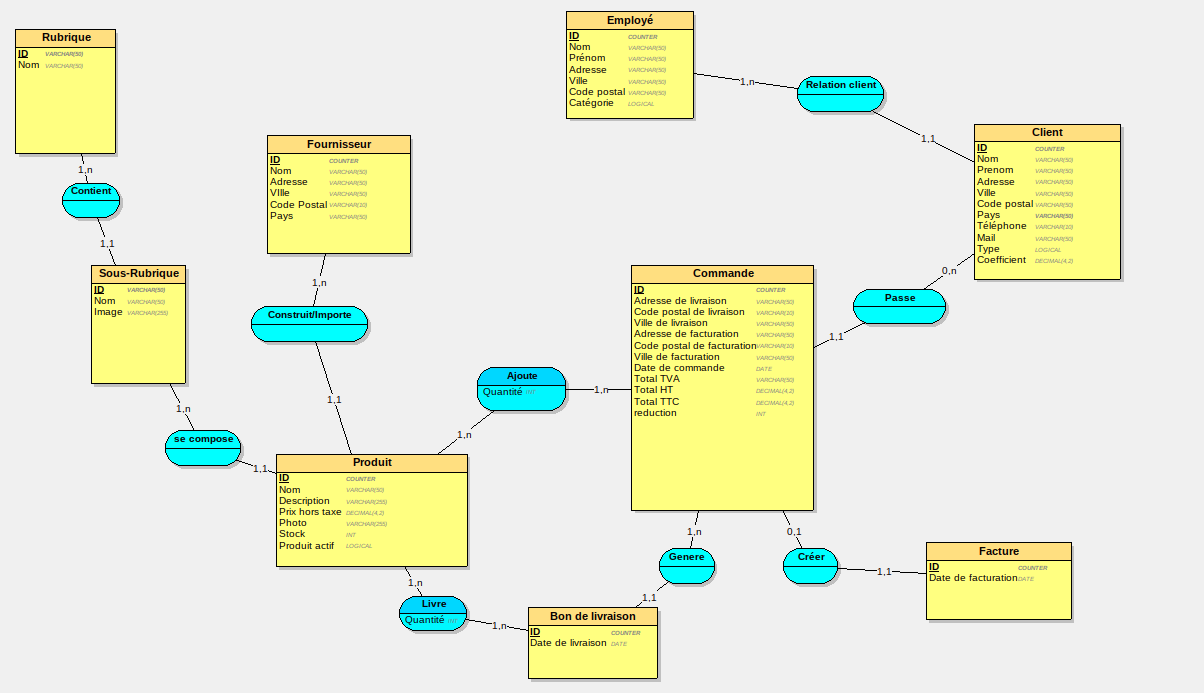 Rubrique
ID VARCHAR(50)
Nom VARCHAR(50)
1,n
Contient
1,1
Sous-Rubrique
ID VARCHAR(50)
Nom VARCHAR(50)
Image VARCHAR(255)
1,n
se compose
1,1
Fournisseur
ID COUNTER
Nom VARCHAR(50)
Adresse VARCHAR(50)
VIlle VARCHAR(50)
Code Postal VARCHAR(10)
Pays VARCHAR(50)
1,n
Construit/Importe
1,1
Produit
ID COUNTER
Nom VARCHAR(50)
Description VARCHAR(255)
Prix hors taxe DECIMAL(4,2)
Photo VARCHAR(255)
Stock INT
Produit actif LOGICAL
1,n
Ajoute
Quantité INT
1,n
1,n
Livre
Quantité INT
1,n
Employé
ID COUNTER
Nom VARCHAR(50)
Prénom VARCHAR(50)
Adresse VARCHAR(50)
Ville VARCHAR(50)
Code postal VARCHAR(50)
Catégorie LOGICAL
1,n
Relation client
1,1
Client
ID COUNTER
Nom VARCHAR(50)
Prenom VARCHAR(50)
Adresse VARCHAR(50)
Ville VARCHAR(50)
Code postal VARCHAR(50)
Pays VARCHAR(50)
Téléphone VARCHAR(10)
Mail VARCHAR(50)
Type LOGICAL
Coefficient DECIMAL(4,2)
0,n
Passe
1,1
Commande
ID COUNTER
Adresse de livraison VARCHAR(50)
Code postal de livraison VARCHAR(10)
Ville de livraison VARCHAR(50)
Adresse de facturation VARCHAR(50)
Code postal de facturation VARCHAR(10)
Ville de facturation VARCHAR(50)
Date de commande DATE
Total TVA VARCHAR(50)
Total HT DECIMAL(4,2)
Total TTC DECIMAL(4,2)
reduction INT
1,n
Genere
1,1
0,1
Créer
1,1
Bon de livraison
ID COUNTER
Date de livraison DATE
Facture
ID COUNTER
Date de facturation DATE